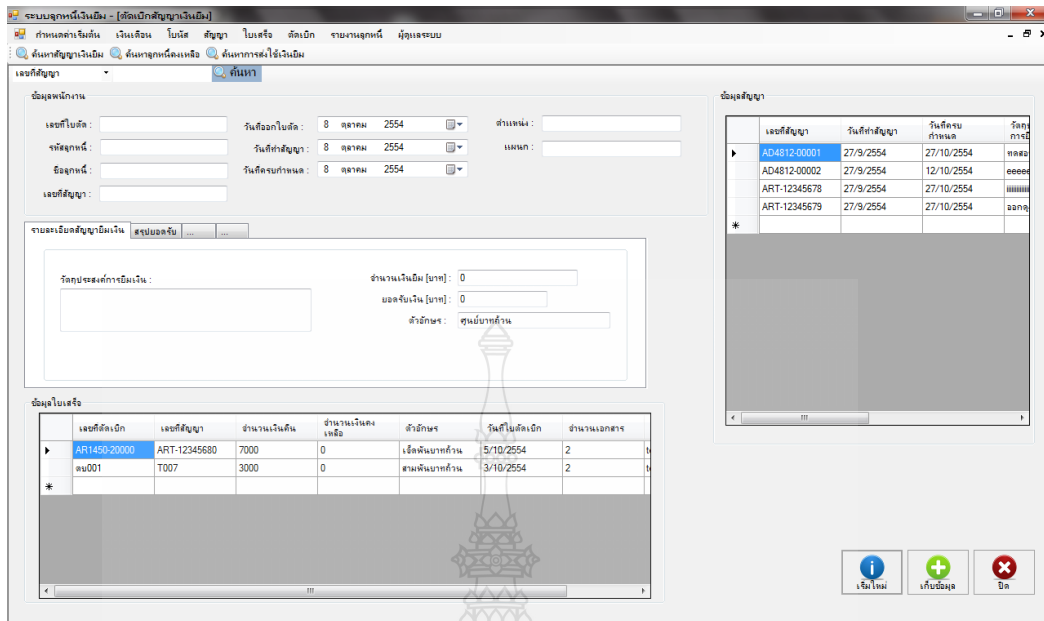 ระบบลูกหนี้เงินยืม - [ตัดเบิกสัญญาเงินยืม]
กำหนดค่าเริ่มต้น เงินเดือน โบนัส สัญญา ใบเสร็จ ตัดเบิก รายงานลูกหนี้ ผู้ดูแลระบบ
ค้นหาสัญญาเงินยืม ค้นหาลูกหนี้คงเหลือ ค้นหาการส่งใช้เงินยืม
เลขที่สัญญา ค้นหา
ข้อมูลพนักงาน
เลขที่ใบตัด : วันที่ออกใบตัด : 8 ตุลาคม 2554 ตำแหน่ง :
รหัสลูกหนี้ : วันที่ทำสัญญา : 8 ตุลาคม 2554 แผนก :
ชื่อลูกหนี้ : วันที่ครบกำหนด : 8 ตุลาคม 2554
เลขที่สัญญา :
ข้อมูลสัญญา
เลขที่สัญญา วันที่ทำสัญญา วันที่ครบกำหนด
AD4812-00001 27/9/2554 27/10/2554 ทดสอ
AD4812-00002 27/9/2554 12/10/2554 eeeee
ART-12345678 27/9/2554 27/10/2554
ART-12345679 27/9/2554 27/10/2554 ออกตุ
รายละเอียดสัญญายืมเงิน สรุปยอดรับ ... ...
วัตถุประสงค์การยืมเงิน :
จำนวนเงินยืม [บาท] : 0
ยอดรับเงิน [บาท] : 0
ตัวอักษร : ศูนย์บาทถ้วน
ข้อมูลใบเสร็จ
เลขที่ตัดเบิก เลขที่สัญญา จำนวนเงินคืน จำนวนเงินคงเหลือ ตัวอักษร วันที่ใบตัดเบิก จำนวนเอกสาร
AR1450-20000 ART-12345680 7000 0 เจ็ดพันบาทถ้วน 5/10/2554 2
ตบ001 T007 3000 0 สามพันบาทถ้วน 3/10/2554 2
เริ่มใหม่ เก็บข้อมูล ปิด